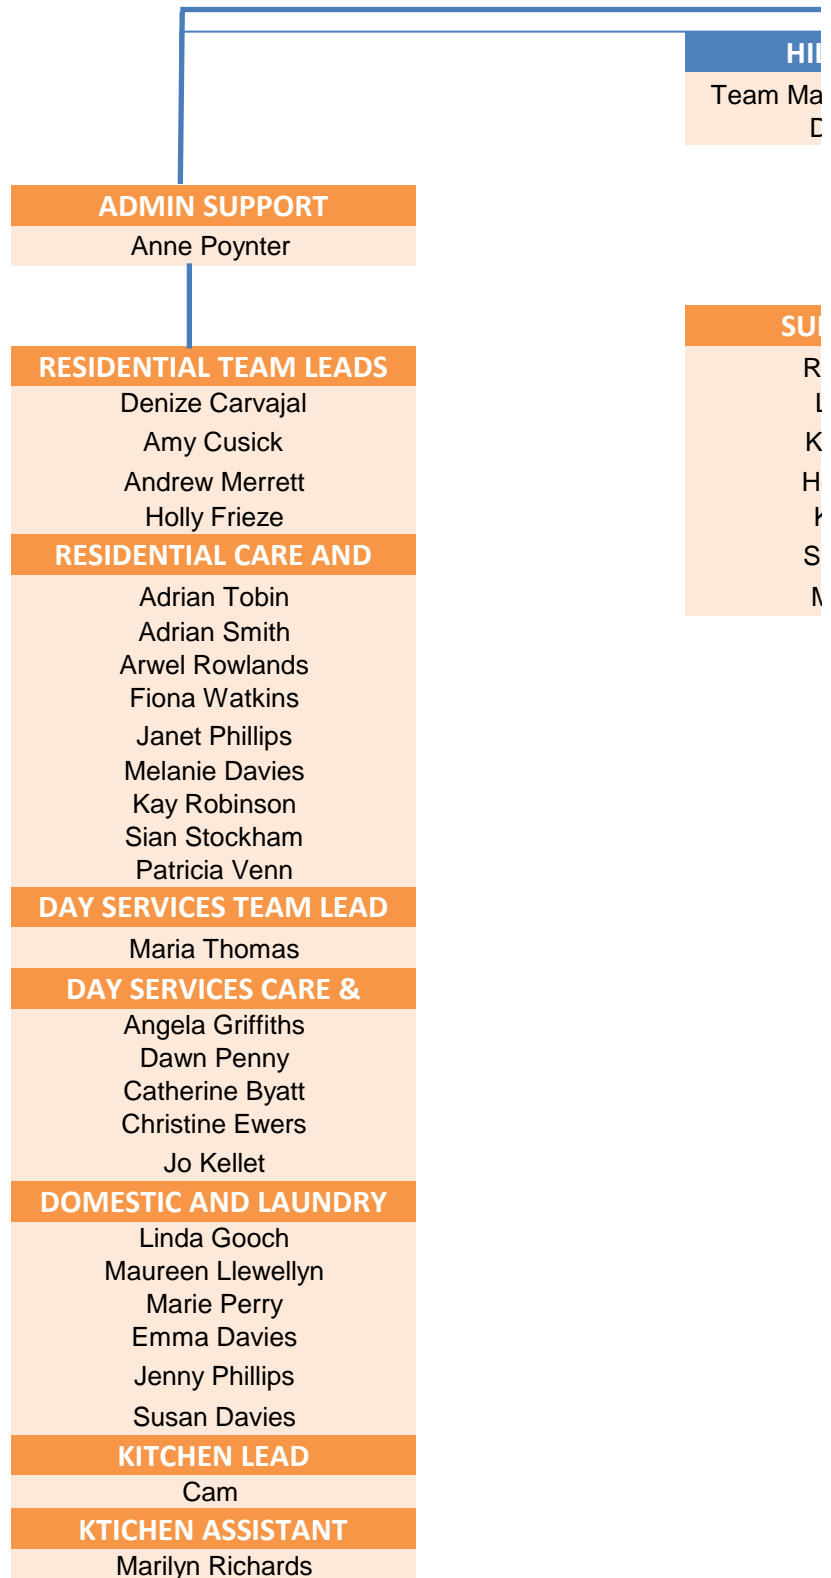 HIL
Team Ma
D
ADMIN SUPPORT
Anne Poynter
RESIDENTIAL TEAM LEADS
Denize Carvajal
Amy Cusick
Andrew Merrett
Holly Frieze
RESIDENTIAL CARE AND
Adrian Tobin
Adrian Smith
Arwel Rowlands
Fiona Watkins
Janet Phillips
Melanie Davies
Kay Robinson
Sian Stockham
Patricia Venn
DAY SERVICES TEAM LEAD
Maria Thomas
DAY SERVICES CARE &
Angela Griffiths
Dawn Penny
Catherine Byatt
Christine Ewers
Jo Kellet
DOMESTIC AND LAUNDRY
Linda Gooch
Maureen Llewellyn
Marie Perry
Emma Davies
Jenny Phillips
Susan Davies
KITCHEN LEAD
Cam
KTICHEN ASSISTANT
Marilyn Richards
SU
R
L
K
H
K
S
M